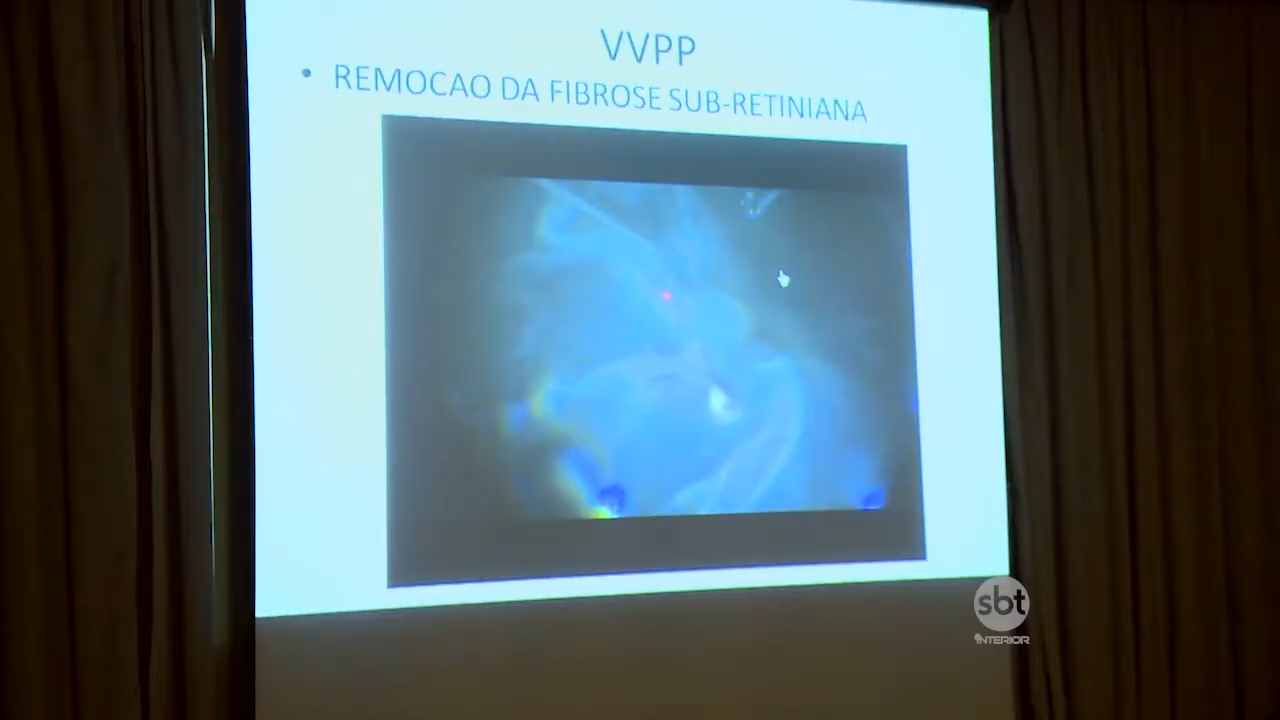 VVPP
• REMOCAO DA FIBROSE SUB-RETINIANA
sbt
INTERIOR